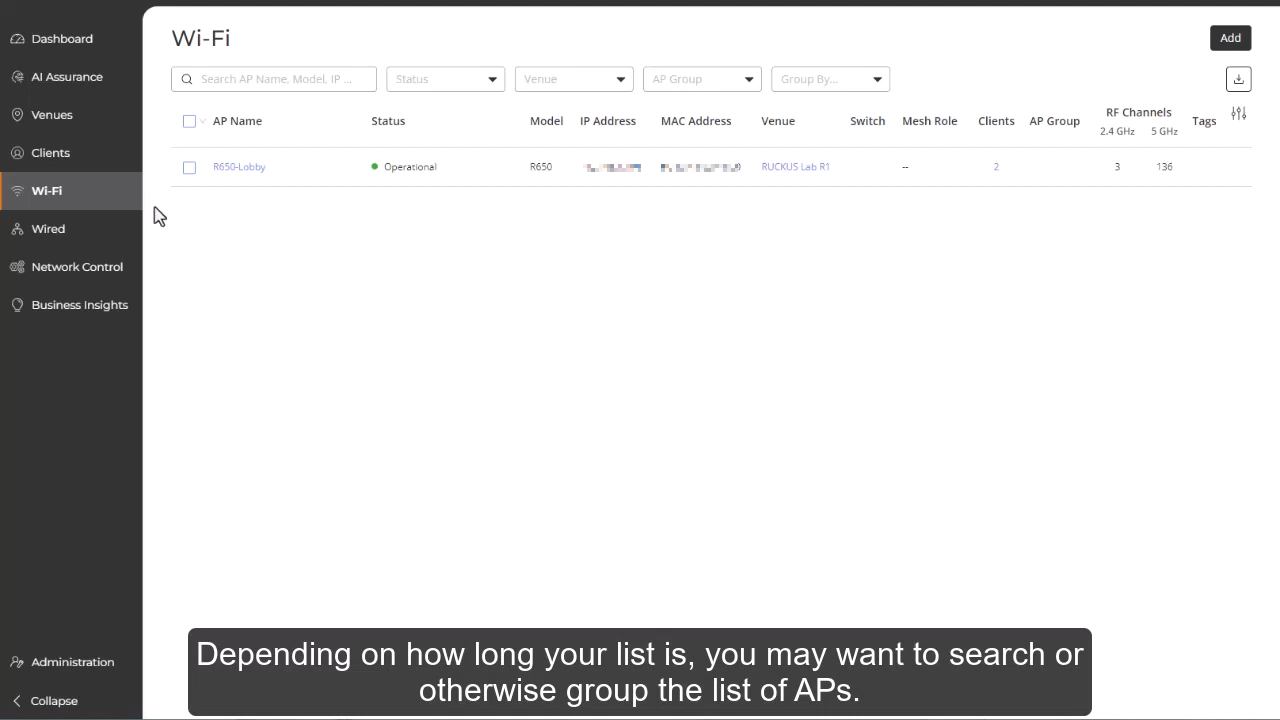 Dashboard
AI Assurance
Venues
Clients
Wi-Fi
Wired
Network Control
Business Insights
Administration
Collapse
Wi-Fi
Add
Search AP Name, Model, IP ...
Status
Venue
AP Group
Group By...
AP Name Status Model IP Address MAC Address Venue Switch Mesh Role Clients AP Group RF Channels Tags
2.4 GHz 5 GHz
R650-Lobby Operational R650 RUCKUS Lab R1 -- 2 3 136
Depending on how long your list is, you may want to search or
otherwise group the list of APs.